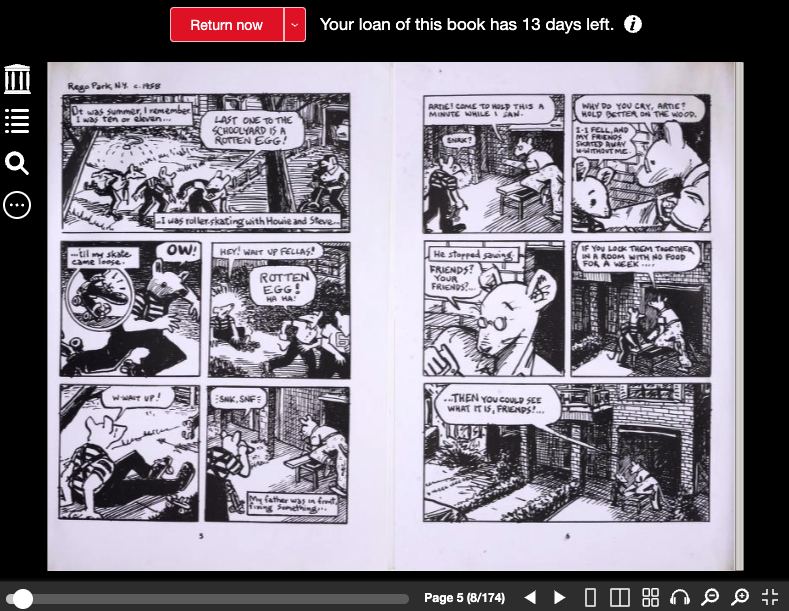 Return now
Your loan of this book has 13 days left.
Rego Park, N.Y. c. 1958
It was summer, I remember.
I was ten or eleven...
LAST ONE TO THE
SCHOOLYARD IS A
ROTTEN EGG!
...I was roller-skating with Howie and Steve...
...'til my skate
came loose.
OW!
HEY! WAIT UP FELLAS!
ROTTEN
EGG!
HA HA!
W-WAIT UP!
SNK, SNF
My father was in front,
fixing something...
5
ARTIE! COME TO HOLD THIS A
MINUTE WHILE I SAW.
SNRK?
WHY DO YOU CRY, ARTIE?
HOLD BETTER ON THE WOOD.
I-I FELL, AND
MY FRIENDS
SKATED AWAY
W-WITHOUT ME.
He stopped sawing.
FRIENDS?
YOUR
FRIENDS?...
IF YOU LOCK THEM TOGETHER
IN A ROOM WITH NO FOOD
FOR A WEEK....
...THEN YOU COULD SEE
WHAT IT IS, FRIENDS!...
6
Page 5 (8/174)